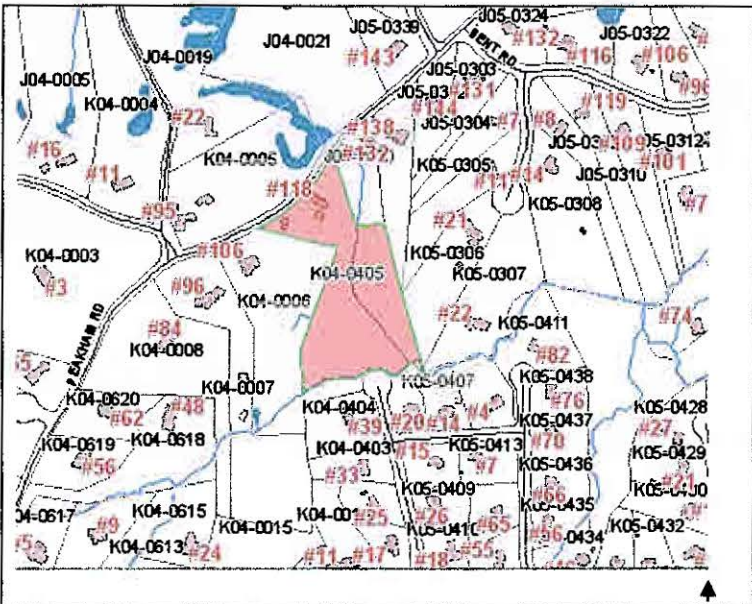 J05-0339
J05-0324
J04-0021
#132
J05-0322
J04-0019
#143
BENT RD
#116
#106
J04-0005
J05-0303
K04-0004
#131
#144
#119
#22
J05-0304
#7
#8
#138
#109
#132
#16
K04-0005
K05-0305
#101
#11
#11
#14
J05-0310
#118
K05-0308
#7
#95
#21
K04-0003
#106
K05-0306
#3
K04-0405
K05-0307
#96
K04-0006
PEAKHAM RD
#22
K05-0411
#74
#84
K04-0008
#82
K04-0007
K05-0407
K05-0438
K04-0620
K04-0404
#76
#62
#48
#20
#14
#4
K05-0437
K05-0428
#39
#27
K04-0619
K04-0618
K04-0403
#15
K05-0413
#70
K05-0429
#56
#33
#7
K05-0436
#21
K05-0409
#66
K04-0615
#25
#26
#65
K05-0432
#9
K04-0015
K04-0613
#24
#11
#17
#18
#55